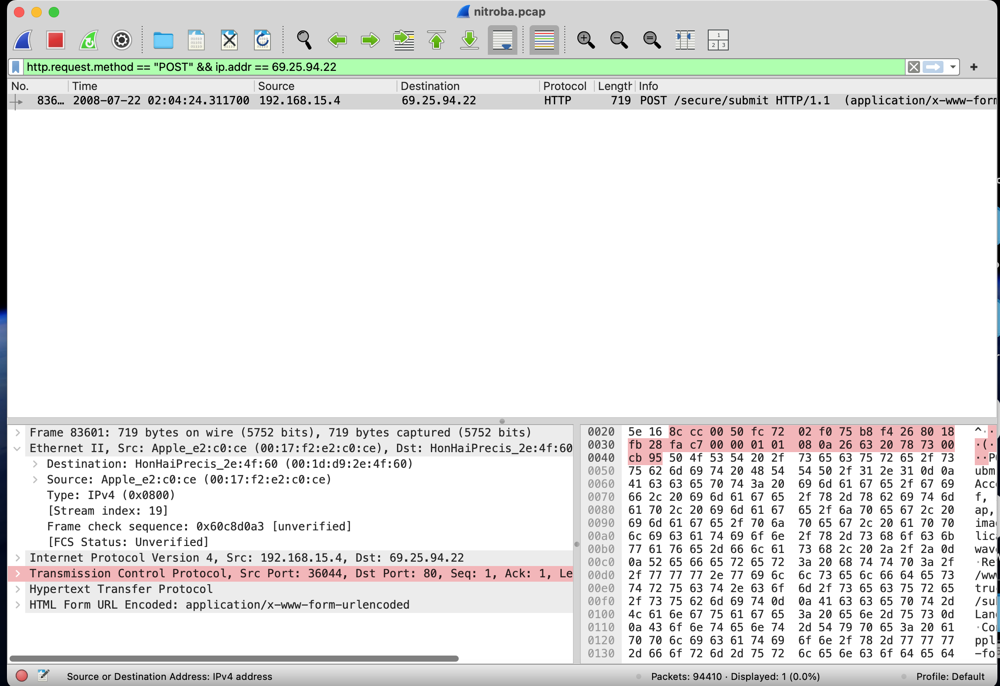 nitroba.pcap
http.request.method == "POST" && ip.addr == 69.25.94.22
No. Time Source Destination Protocol Length Info
836… 2008-07-22 02:04:24.311700 192.168.15.4 69.25.94.22 HTTP 719 POST /secure/submit HTTP/1.1 (application/x-www-form
Frame 83601: 719 bytes on wire (5752 bits), 719 bytes captured (5752 bits)
Ethernet II, Src: Apple_e2:c0:ce (00:17:f2:e2:c0:ce), Dst: HonHaiPrecis_2e:4f:60
Destination: HonHaiPrecis_2e:4f:60 (00:1d:d9:2e:4f:60)
Source: Apple_e2:c0:ce (00:17:f2:e2:c0:ce)
Type: IPv4 (0x0800)
[Stream index: 19]
Frame check sequence: 0x60c8d0a3 [unverified]
[FCS Status: Unverified]
Internet Protocol Version 4, Src: 192.168.15.4, Dst: 69.25.94.22
Transmission Control Protocol, Src Port: 36044, Dst Port: 80, Seq: 1, Ack: 1, Le
Hypertext Transfer Protocol
HTML Form URL Encoded: application/x-www-form-urlencoded
0020 5e 16 8c cc 00 50 fc 72 02 f0 75 b8 f4 26 80 18 ^··
0030 fb 28 fa c7 00 00 01 01 08 0a 26 63 20 78 73 00 ·(·
0040 cb 95 50 4f 53 54 20 2f 73 65 63 75 72 65 2f 73 ··PO
0050 75 62 6d 69 74 20 48 54 54 50 2f 31 2e 31 0d 0a ubm
0060 41 63 63 65 70 74 3a 20 69 6d 61 67 65 2f 67 69 Acce
0070 66 2c 20 69 6d 61 67 65 2f 78 2d 78 62 69 74 6d f,
0080 61 70 2c 20 69 6d 61 67 65 2f 6a 70 65 67 2c 20 ap,
0090 69 6d 61 67 65 2f 70 6a 70 65 67 2c 20 61 70 70 imag
00a0 6c 69 63 61 74 69 6f 6e 2f 78 2d 73 68 6f 63 6b lica
00b0 77 61 76 65 2d 66 6c 61 73 68 2c 20 2a 2f 2a 0d wave
00c0 0a 52 65 66 65 72 65 72 3a 20 68 74 74 70 3a 2f ·Ref
00d0 2f 77 77 77 2e 77 69 6c 6c 73 65 6c 66 64 65 73 /www
00e0 74 72 75 63 74 2e 63 6f 6d 2f 73 65 63 75 72 65 truc
00f0 2f 73 75 62 6d 69 74 0d 0a 41 63 63 65 70 74 2d /sub
0100 4c 61 6e 67 75 61 67 65 3a 20 65 6e 2d 75 73 0d Lang
0110 0a 43 6f 6e 74 65 6e 74 2d 54 79 70 65 3a 20 61 ·Con
0120 70 70 6c 69 63 61 74 69 6f 6e 2f 78 2d 77 77 77 ppl
0130 2d 66 6f 72 6d 2d 75 72 6c 65 6e 63 6f 64 65 64 -fo
Source or Destination Address: IPv4 address Packets: 94410 · Displayed: 1 (0.0%) Profile: Default